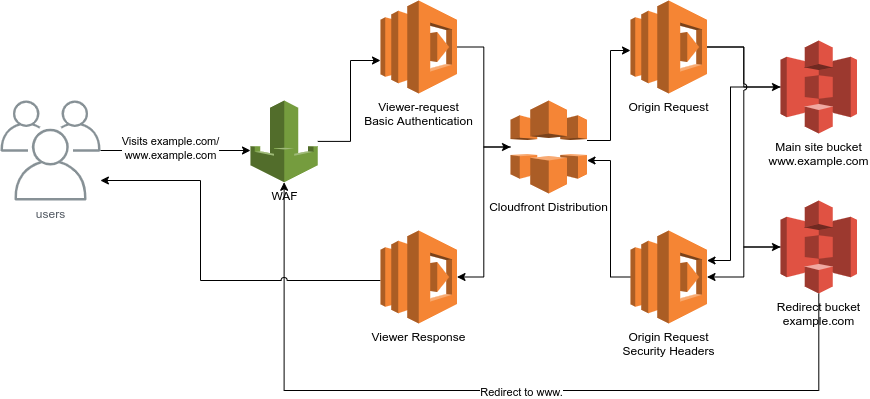 Viewer-request
Basic Authentication
Origin Request
Visits example.com/
www.example.com
Main site bucket
www.example.com
WAF
users
Cloudfront Distribution
Redirect bucket
example.com
Viewer Response
Origin Request
Security Headers
Redirect to www.